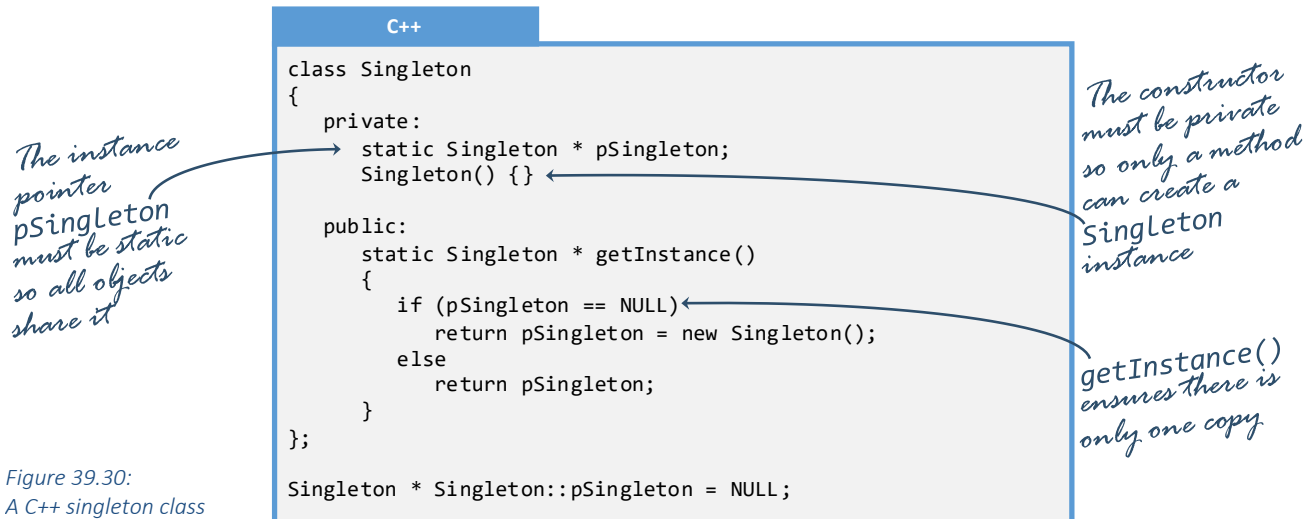 C++
class Singleton
{
private:
static Singleton * pSingleton;
Singleton() {}
public:
static Singleton * getInstance()
{
if (pSingleton == NULL)
return pSingleton = new Singleton();
else
return pSingleton;
}
};
Singleton * Singleton::pSingleton = NULL;
The instance
pointer
pSingleton
must be static
so all objects
share it
The constructor
must be private
so only a method
can create a
Singleton
instance
getInstance()
ensures there is
only one copy
Figure 39.30:
A C++ singleton class